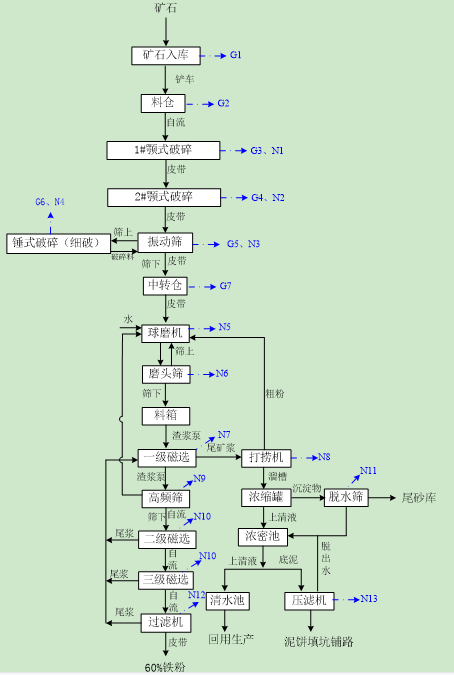 矿石
矿石入库
G1
铲车
料仓
G2
自流
1#颚式破碎
G3、N1
皮带
2#颚式破碎
G4、N2
G6、N4
皮带
筛上
锤式破碎（细破）
振动筛
G5、N3
破碎料
筛下
皮带
中转仓
G7
皮带
水
球磨机
N5
筛上
磨头筛
N6
筛下
粗粉
料箱
渣浆泵
N7
尾矿浆
一级磁选
打捞机
N8
渣浆泵
N9
溜槽
N11
高频筛
浓缩罐
沉淀物
脱水筛
尾砂库
筛下
自流
N10
上清液
尾浆
二级磁选
浓密池
自流
N10
上清液
底泥
脱出水
尾浆
三级磁选
自流
N12
清水池
压滤机
N13
尾浆
过滤机
皮带
回用生产
泥饼填坑铺路
60%铁粉